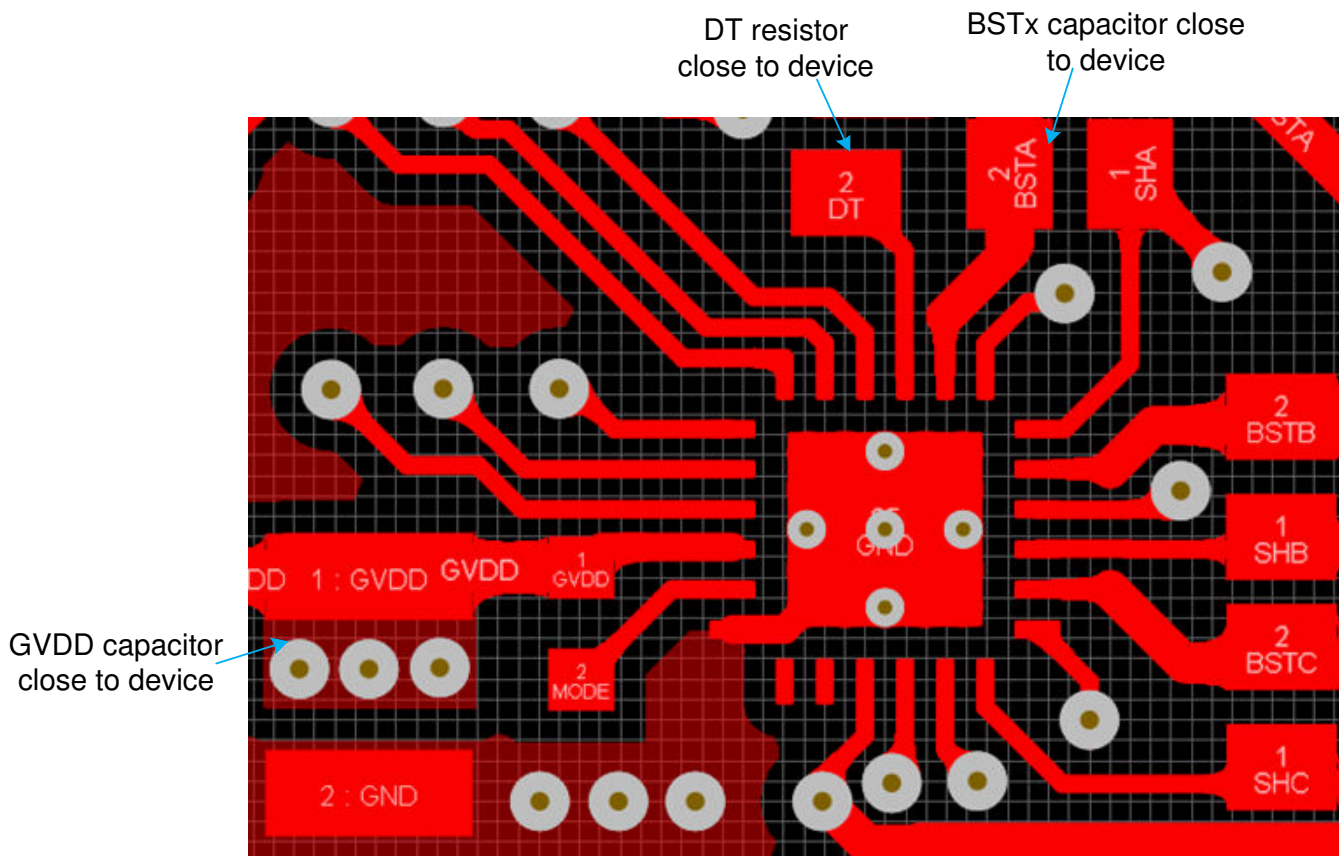 DT resistor
close to device
BSTx capacitor close
to device
2
DT
2
BSTA
1
SHA
STA
2
BSTB
GND
1
SHB
DD
1 : GVDD
GVDD
1
GVDD
GVDD capacitor
close to device
2
MODE
2
BSTC
2 : GND
1
SHC